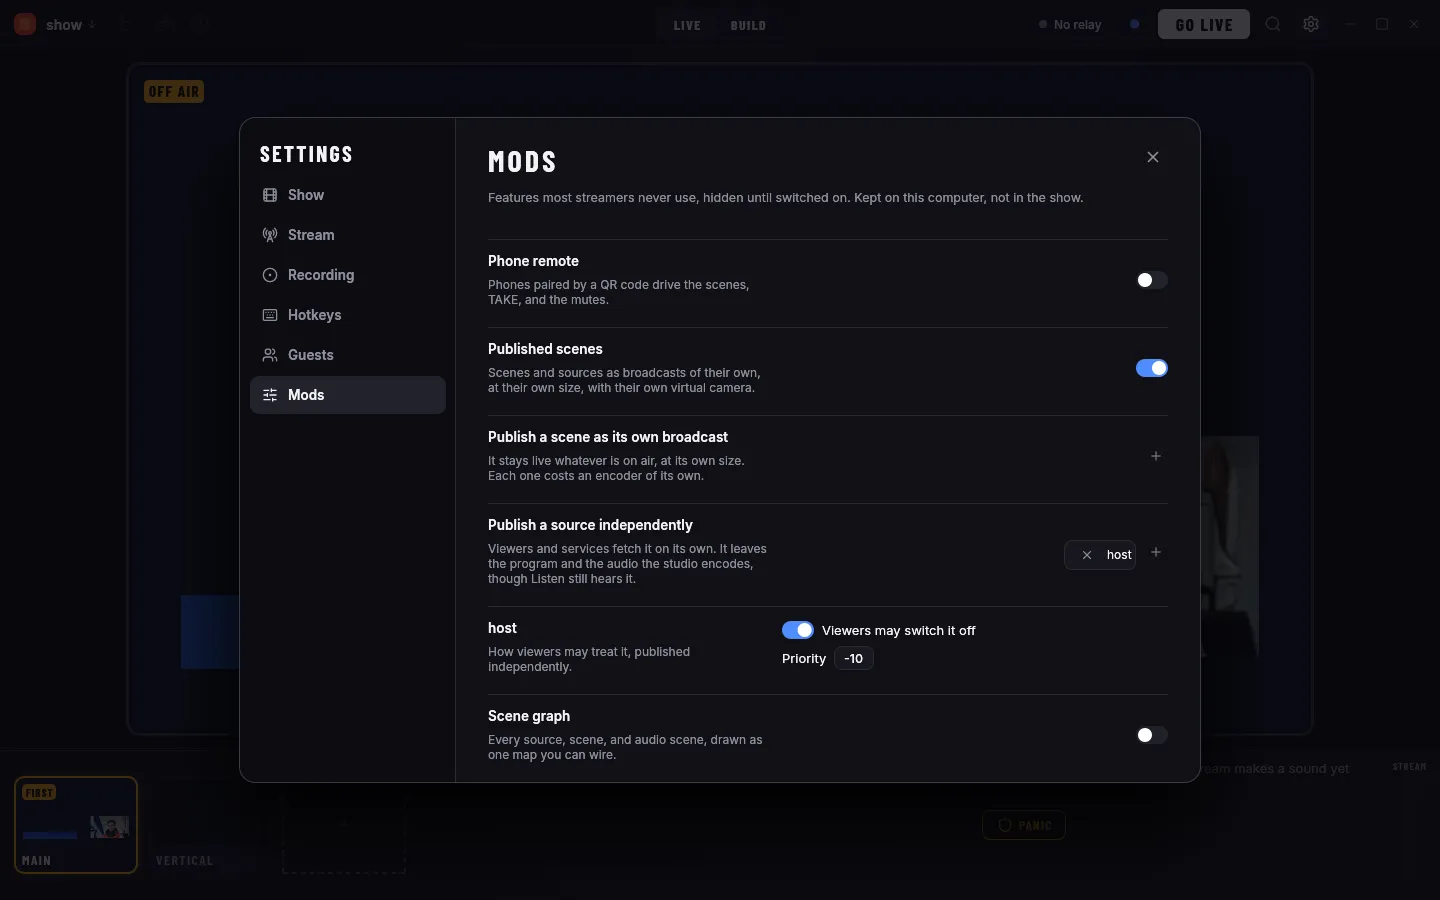 show
LIVE
BUILD
No relay
GO LIVE
OFF AIR
SETTINGS
Show
Stream
Recording
Hotkeys
Guests
Mods
MODS
Features most streamers never use, hidden until switched on. Kept on this computer, not in the show.
Phone remote
Phones paired by a QR code drive the scenes,
TAKE, and the mutes.
Published scenes
Scenes and sources as broadcasts of their own,
at their own size, with their own virtual camera.
Publish a scene as its own broadcast
It stays live whatever is on air, at its own size.
Each one costs an encoder of its own.
Publish a source independently
Viewers and services fetch it on its own. It leaves
the program and the audio the studio encodes,
though Listen still hears it.
host
host
How viewers may treat it, published
independently.
Viewers may switch it off
Priority -10
Scene graph
Every source, scene, and audio scene, drawn as
one map you can wire.
makes a sound yet
STREAM
FIRST
MAIN
VERTICAL
PANIC